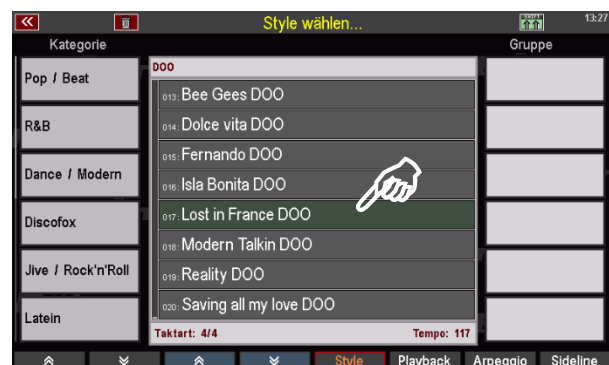 Style wählen...
13:27
Kategorie
Gruppe
Pop / Beat
R&B
Dance / Modern
Discofox
Jive / Rock'n'Roll
Latein
DOO
013: Bee Gees DOO
014: Dolce vita DOO
015: Fernando DOO
016: Isla Bonita DOO
017: Lost in France DOO
018: Modern Talkin DOO
019: Reality DOO
020: Saving all my love DOO
Taktart: 4/4 Tempo: 117
Style Playback Arpeggio Sideline